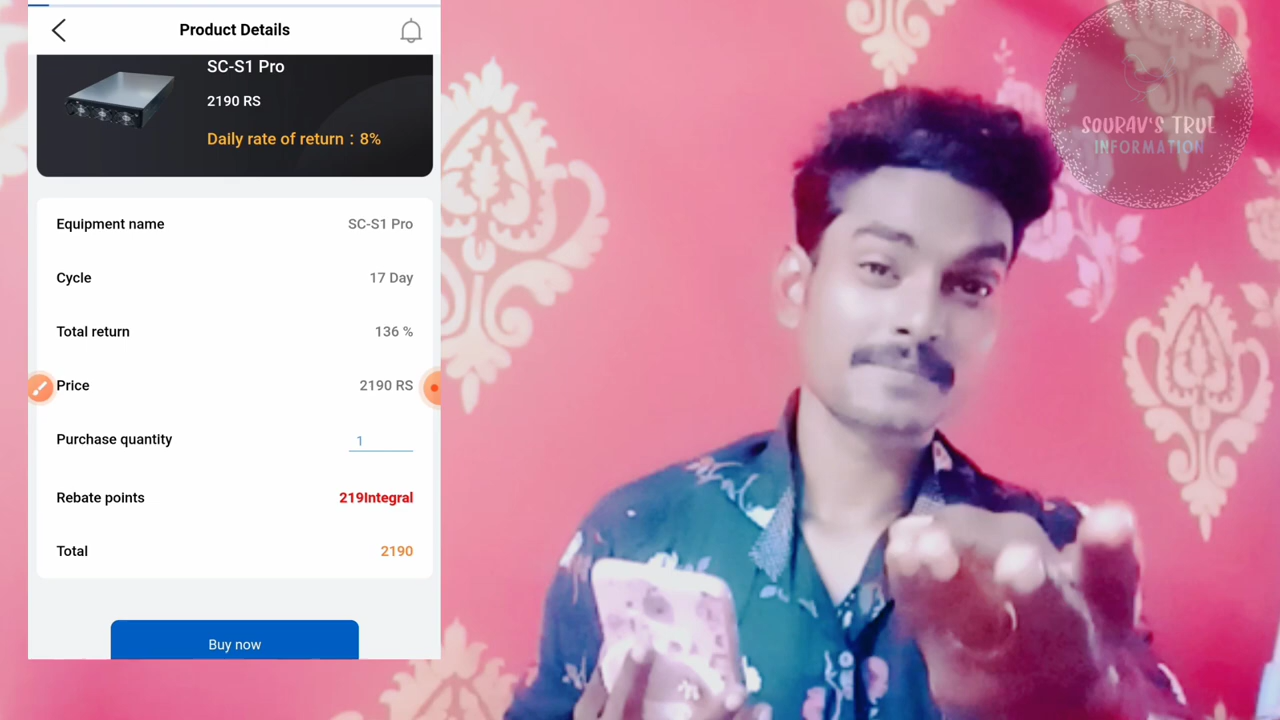 Product Details
SC-S1 Pro
2190 RS
Daily rate of return : 8%
Equipment name SC-S1 Pro
Cycle 17 Day
Total return 136 %
Price 2190 RS
Purchase quantity 1
Rebate points 219Integral
Total 2190
Buy now
SOURAV'S TRUE
INFORMATION